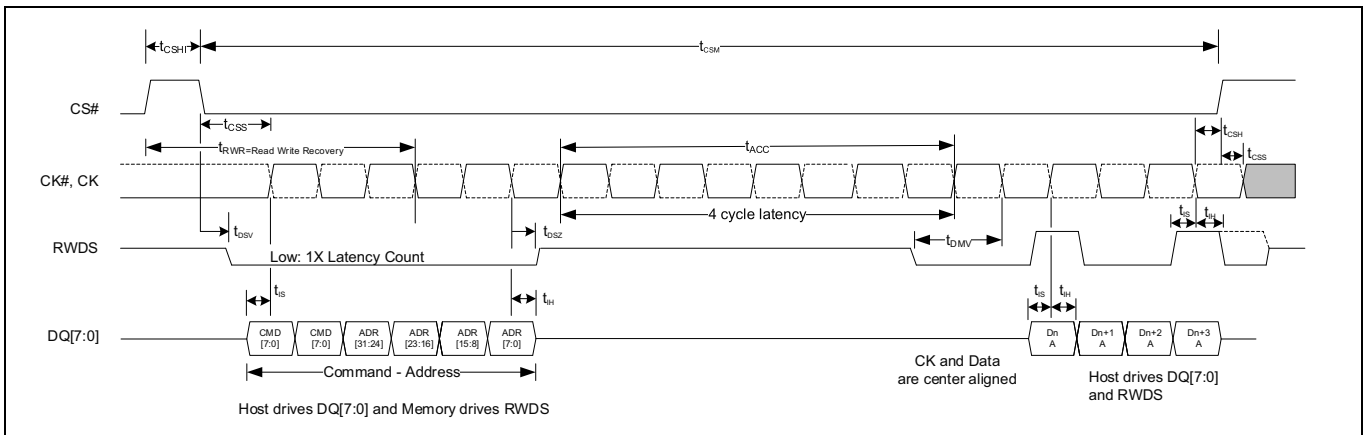 tCSHI
tCSM
CS#
tCSS
tCSH
tRWR=Read Write Recovery
tACC
tCSS
CK#, CK
4 cycle latency
tIS
tIH
tDSV
tDSZ
tDMV
RWDS
Low: 1X Latency Count
tIS
tIH
tIS
tIH
DQ[7:0]
CMD
[7:0]
CMD
[7:0]
ADR
[31:24]
ADR
[23:16]
ADR
[15:8]
ADR
[7:0]
Dn
A
Dn+1
A
Dn+2
A
Dn+3
A
Command - Address
CK and Data
are center aligned
Host drives DQ[7:0]
and RWDS
Host drives DQ[7:0] and Memory drives RWDS